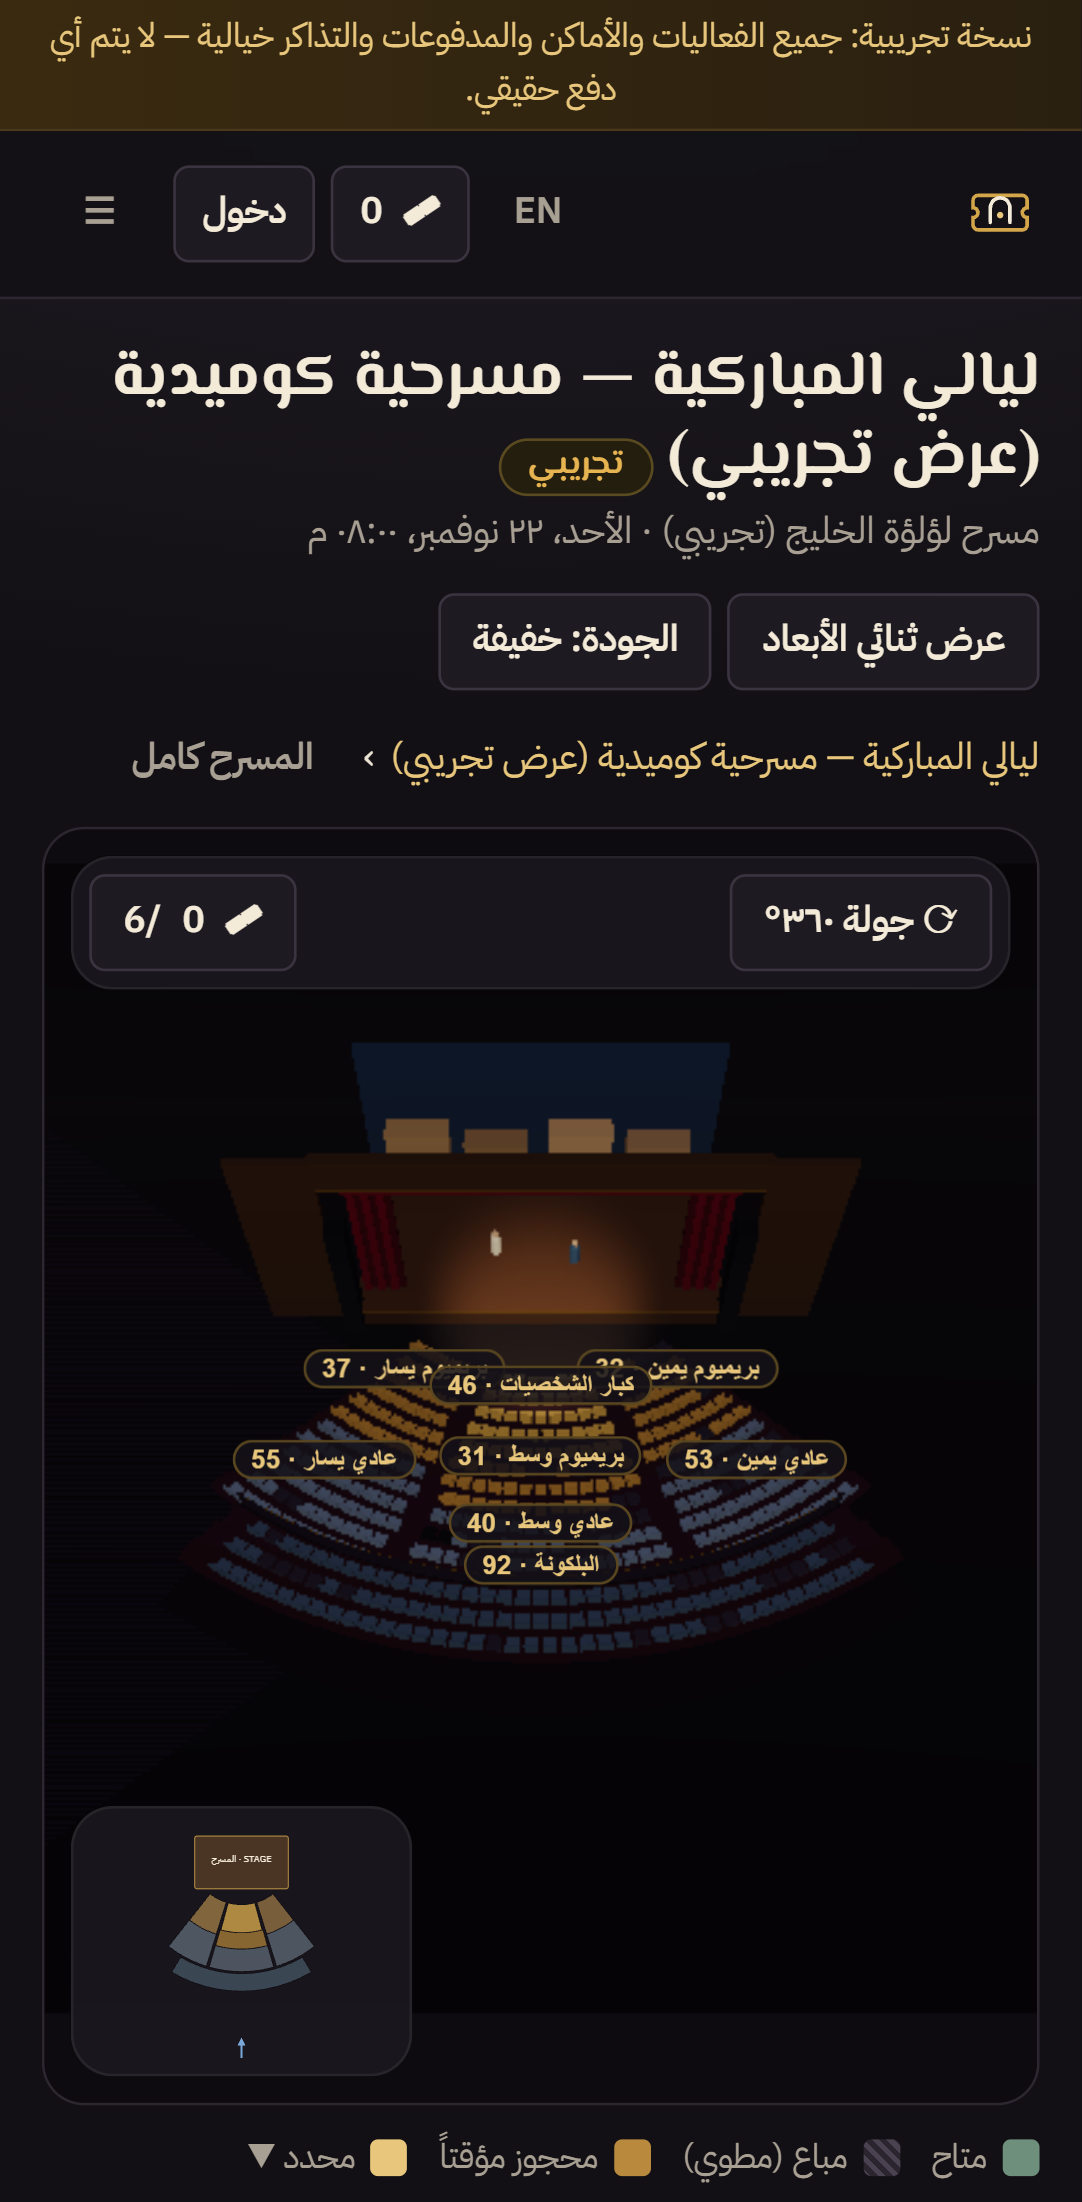 نسخة تجريبية: جميع الفعاليات والأماكن والمدفوعات والتذاكر خيالية — لا يتم أي
دفع حقيقي.
EN
0
دخول
ليالي المباركية — مسرحية كوميدية
(عرض تجريبي) تجريبي
مسرح لؤلؤة الخليج (تجريبي) · الأحد، ٢٢ نوفمبر، ٠٨:٠٠ م
عرض ثنائي الأبعاد
الجودة: خفيفة
ليالي المباركية — مسرحية كوميدية (عرض تجريبي) › المسرح كامل
جولة ٣٦٠°
0 /6
بريميوم يمين · 32
بريميوم يسار · 37
كبار الشخصيات · 46
عادي يمين · 53
بريميوم وسط · 31
عادي يسار · 55
عادي وسط · 40
البلكونة · 92
المسرح · STAGE
متاح
مباع (مطوي)
محجوز مؤقتاً
محدد ▼